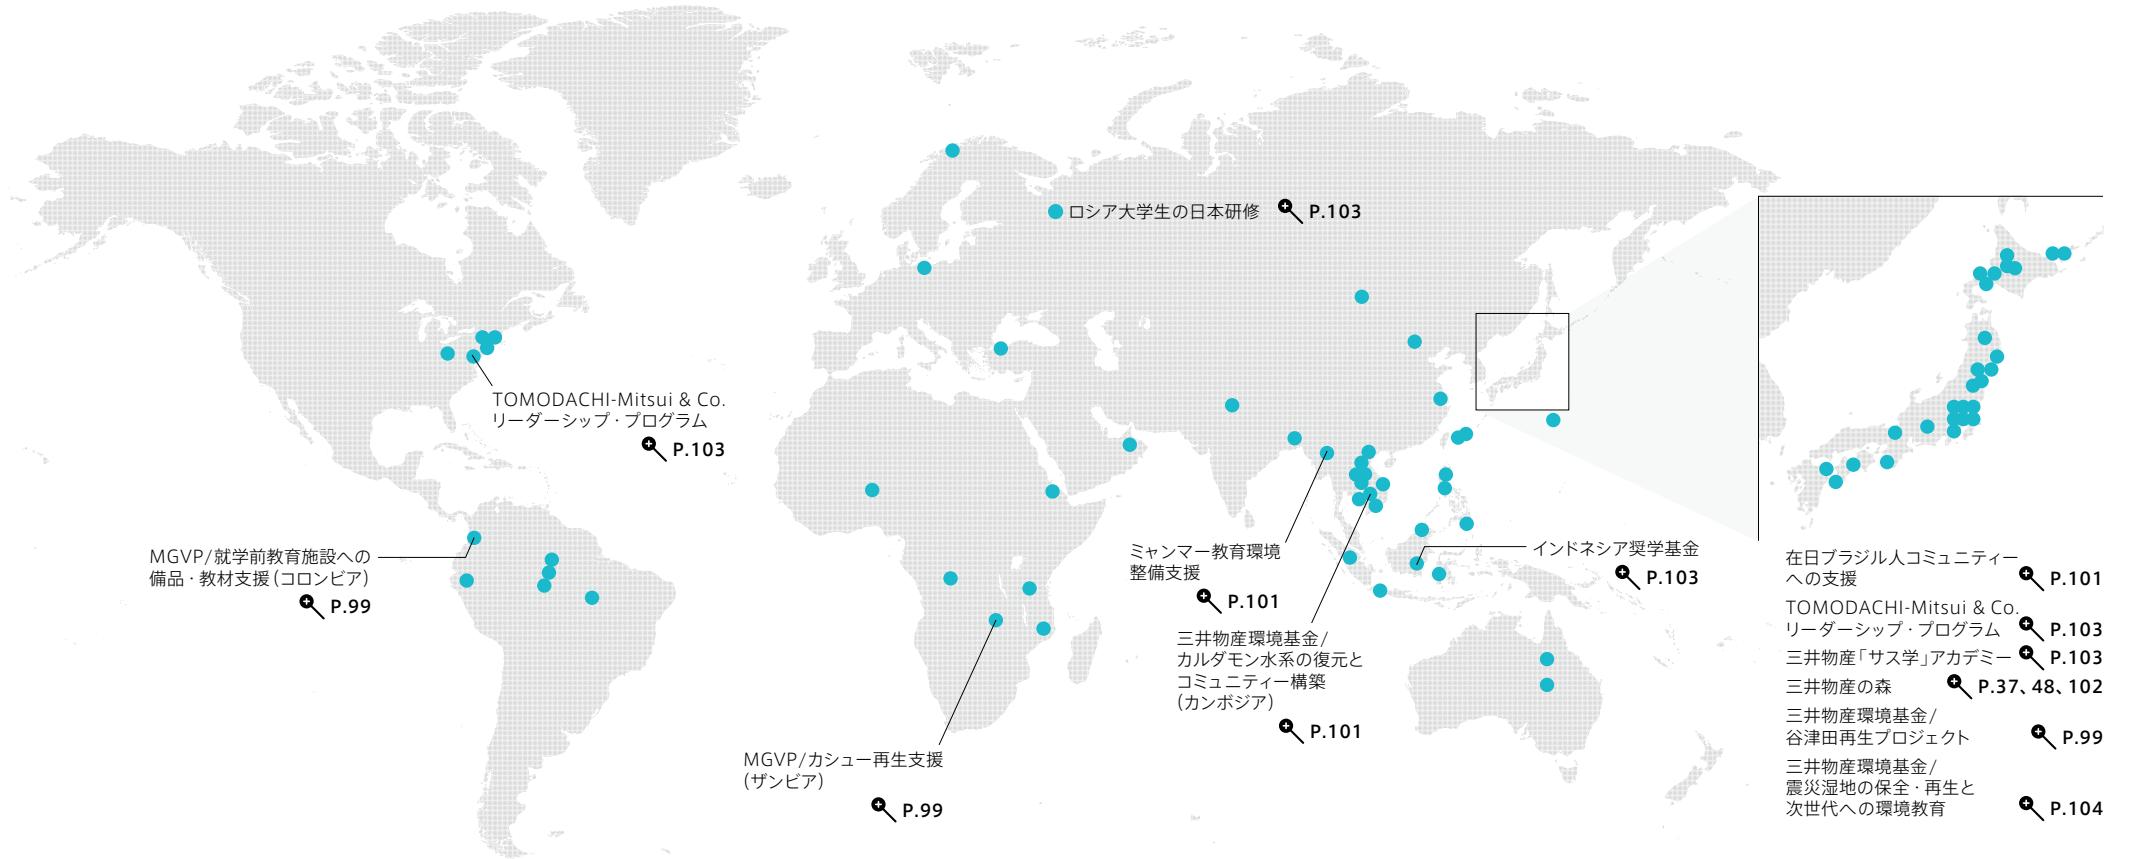 ロシア大学生の日本研修 P.103
TOMODACHI-Mitsui & Co.
リーダーシップ・プログラム
P.103
MGVP/就学前教育施設への
備品・教材支援(コロンビア)
P.99
MGVP/カシュー再生支援
(ザンビア)
P.99
ミャンマー教育環境
整備支援
P.101
三井物産環境基金/
カルダモン水系の復元と
コミュニティー構築
(カンボジア)
P.101
インドネシア奨学基金
P.103
在日ブラジル人コミュニティー
への支援 P.101
TOMODACHI-Mitsui & Co.
リーダーシップ・プログラム P.103
三井物産「サス学」アカデミー P.103
三井物産の森 P.37、48、102
三井物産環境基金/
谷津田再生プロジェクト P.99
三井物産環境基金/
震災湿地の保全・再生と
次世代への環境教育 P.104